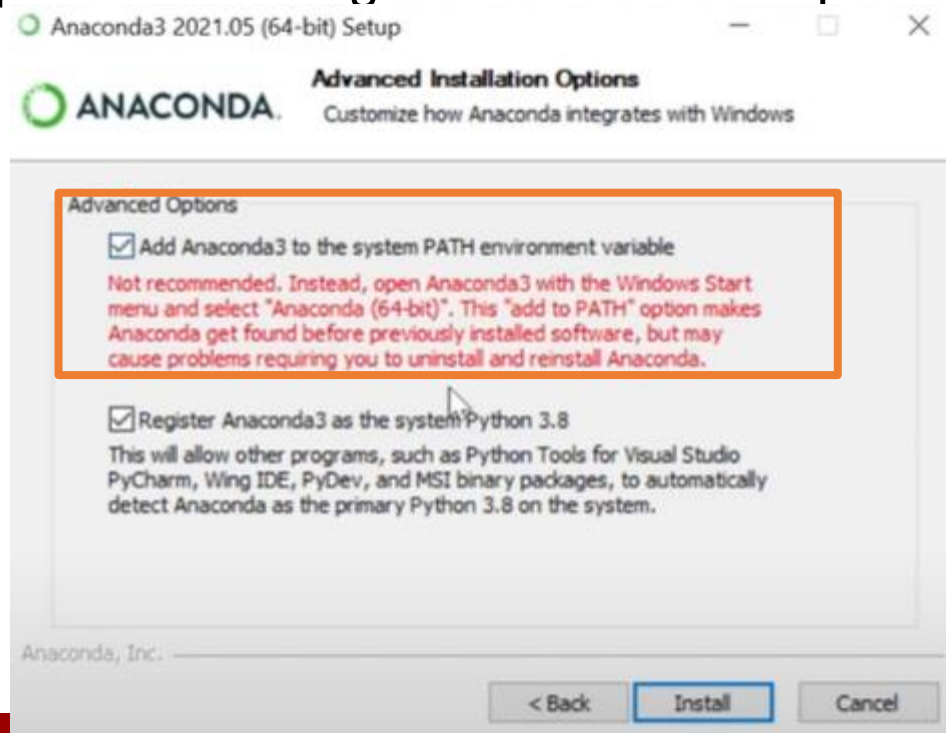 Anaconda3 2021.05 (64-bit) Setup
ANACONDA.
Advanced Installation Options
Customize how Anaconda integrates with Windows
Advanced Options
Add Anaconda3 to the system PATH environment variable
Not recommended. Instead, open Anaconda3 with the Windows Start
menu and select "Anaconda (64-bit)". This "add to PATH" option makes
Anaconda get found before previously installed software, but may
cause problems requiring you to uninstall and reinstall Anaconda.
Register Anaconda3 as the system Python 3.8
This will allow other programs, such as Python Tools for Visual Studio
PyCharm, Wing IDE, PyDev, and MSI binary packages, to automatically
detect Anaconda as the primary Python 3.8 on the system.
Anaconda, Inc.
< Back
Install
Cancel